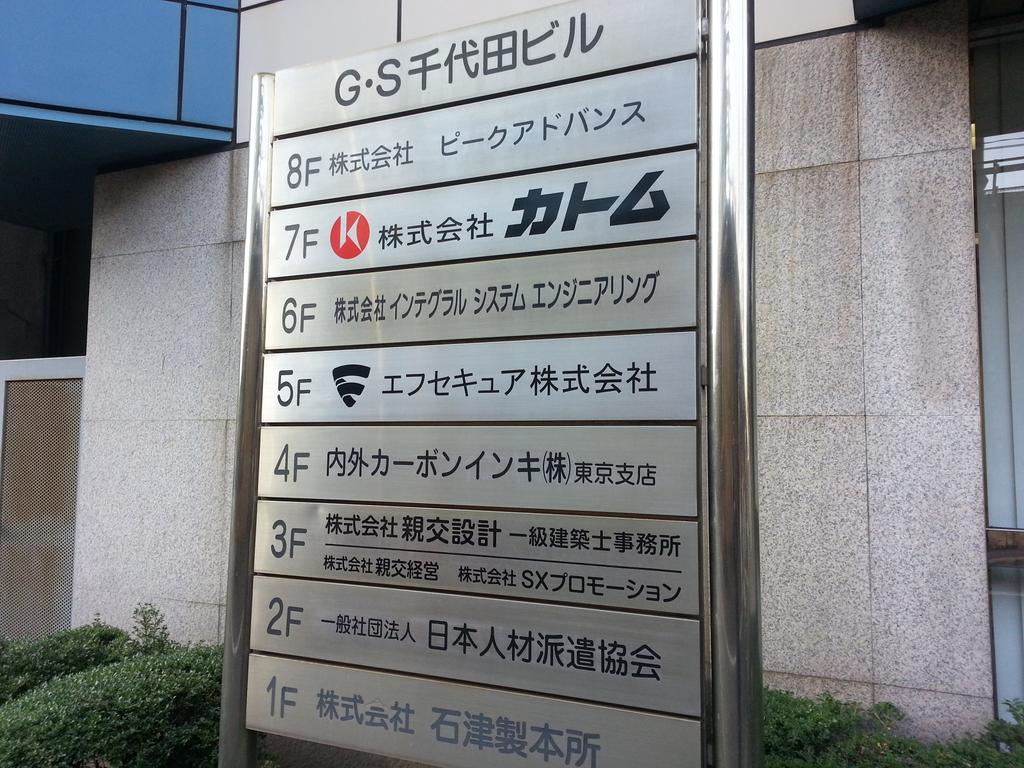 G・S千代田ビル
8F 株式会社 ピークアドバンス
7F K 株式会社 カトム
6F 株式会社 インテグラル システム エンジニアリング
5F エフセキュア株式会社
4F 内外カーボンインキ㈱東京支店
3F 株式会社 親交設計 一級建築士事務所
株式会社 親交経営 株式会社 SXプロモーション
2F 一般社団法人 日本人材派遣協会
1F 株式会社 石津製本所